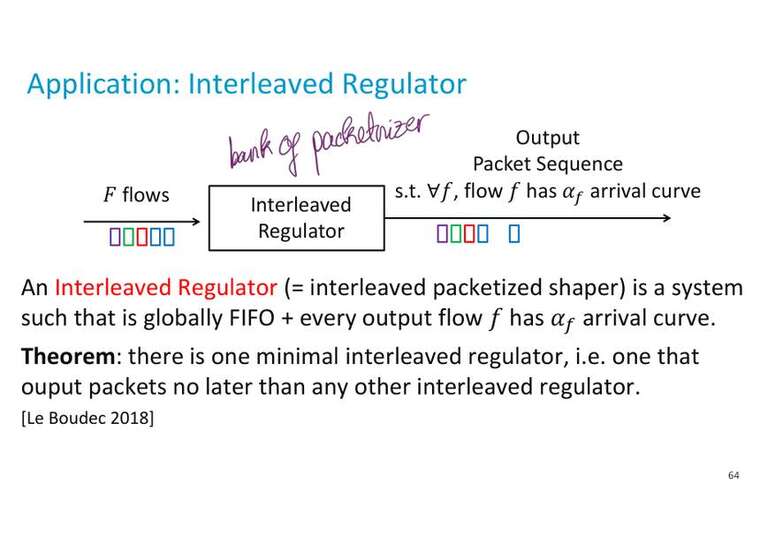 Application: Interleaved Regulator
bank of packetnizer
Output
Packet Sequence
s.t. ∀f, flow f has α_f arrival curve
F flows
Interleaved
Regulator
An Interleaved Regulator (= interleaved packetized shaper) is a system
such that is globally FIFO + every output flow f has α_f arrival curve.
Theorem: there is one minimal interleaved regulator, i.e. one that
ouput packets no later than any other interleaved regulator.
[Le Boudec 2018]
64